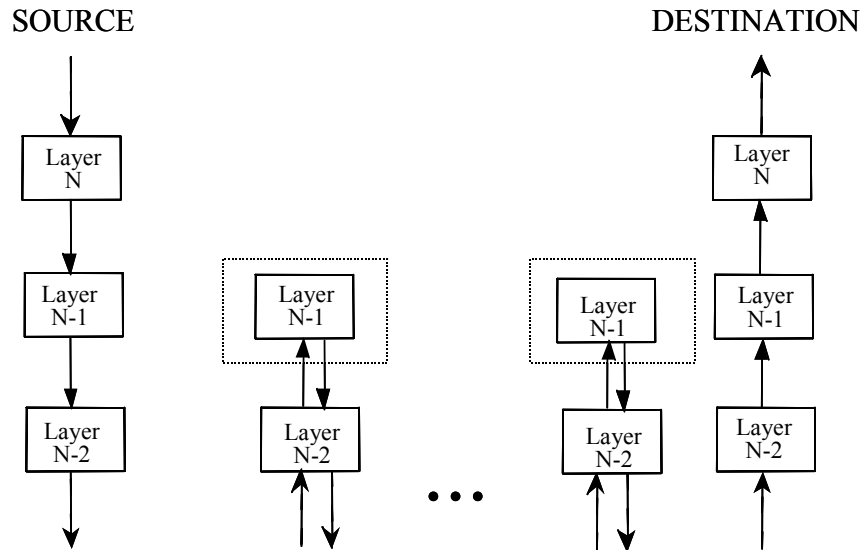 SOURCE
DESTINATION
Layer
N
Layer
N
Layer
N-1
Layer
N-1
Layer
N-1
Layer
N-1
Layer
N-2
Layer
N-2
Layer
N-2
Layer
N-2